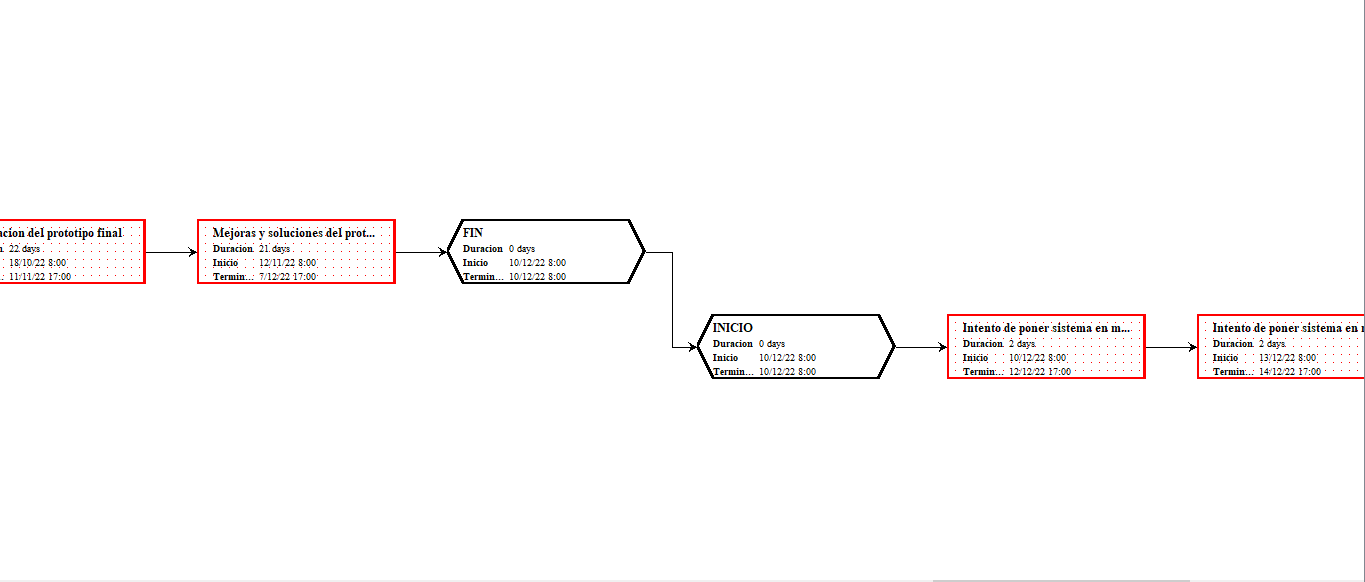 acion del prototipo final
22 days
18/10/22 8:00
11/11/22 17:00
Mejoras y soluciones del prot...
Duracion 21 days
Inicio 12/11/22 8:00
Termin... 7/12/22 17:00
FIN
Duracion 0 days
Inicio 10/12/22 8:00
Termin... 10/12/22 8:00
INICIO
Duracion 0 days
Inicio 10/12/22 8:00
Termin... 10/12/22 8:00
Intento de poner sistema en m...
Duracion 2 days
Inicio 10/12/22 8:00
Termin... 12/12/22 17:00
Intento de poner sistema en
Duracion 2 days
Inicio 13/12/22 8:00
Termin... 14/12/22 17:00